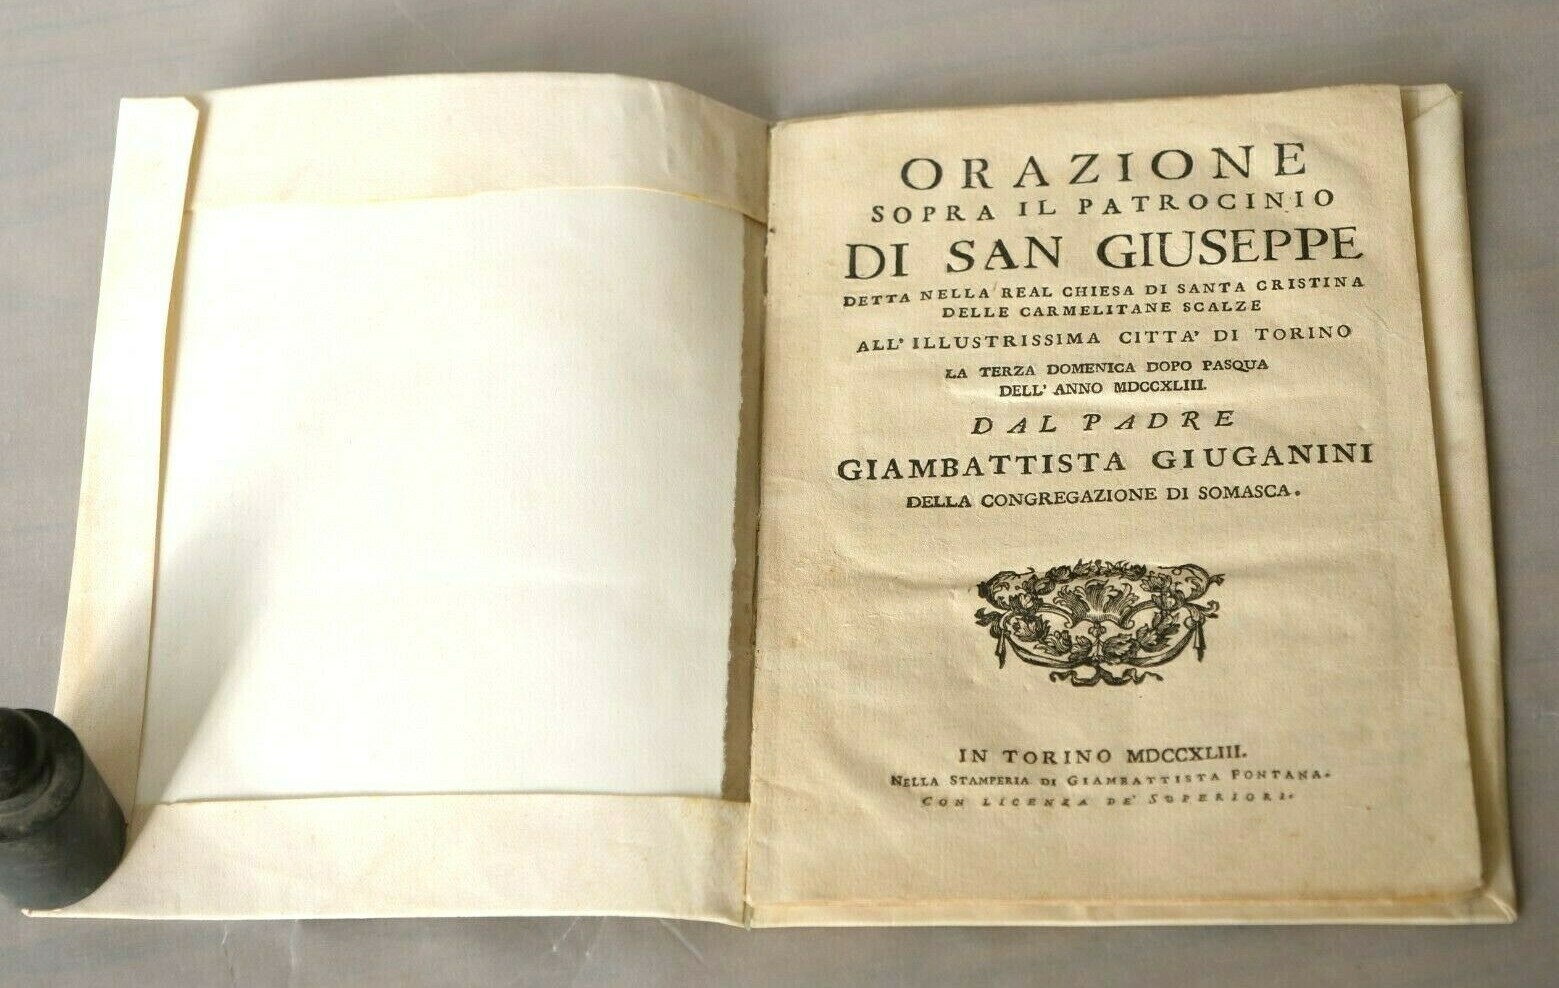 ORAZIONE
SOPRA IL PATROCINIO
DI SAN GIUSEPPE
DETTA NELLA REAL CHIESA DI SANTA CRISTINA
DELLE CARMELITANE SCALZE
ALL' ILLUSTRISSIMA CITTA' DI TORINO
LA TERZA DOMENICA DOPO PASQUA
DELL' ANNO MDCCXLIII.
DAL PADRE
GIAMBATTISTA GIUGANINI
DELLA CONGREGAZIONE DI SOMASCA.
IN TORINO MDCCXLIII.
NELLA STAMPERIA DI GIAMBATTISTA FONTANA.
CON LICENZA DE' SUPERIORI.